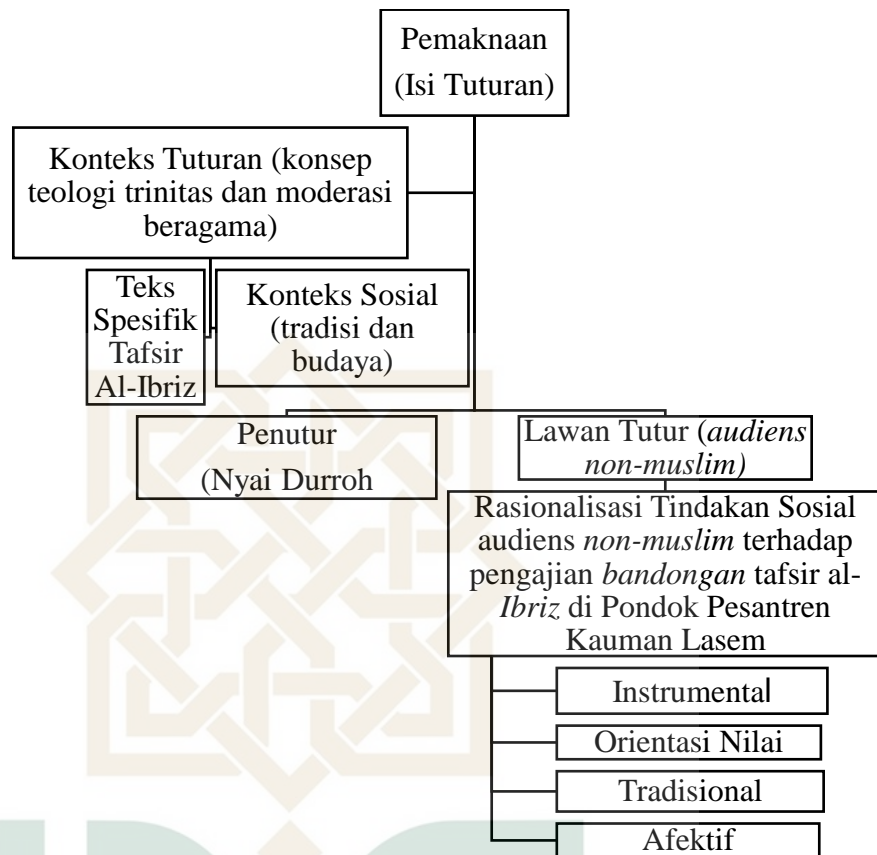 Pemaknaan
(Isi Tuturan)
Konteks Tuturan (konsep
teologi trinitas dan moderasi
beragama)
Teks
Spesifik
Tafsir
Al-Ibriz
Konteks Sosial
(tradisi dan
budaya)
Penutur
(Nyai Durroh
Lawan Tutur (audiens
non-muslim)
Rasionalisasi Tindakan Sosial
audiens non-muslim terhadap
pengajian bandongan tafsir al-
Ibriz di Pondok Pesantren
Kauman Lasem
Instrumental
Orientasi Nilai
Tradisional
Afektif